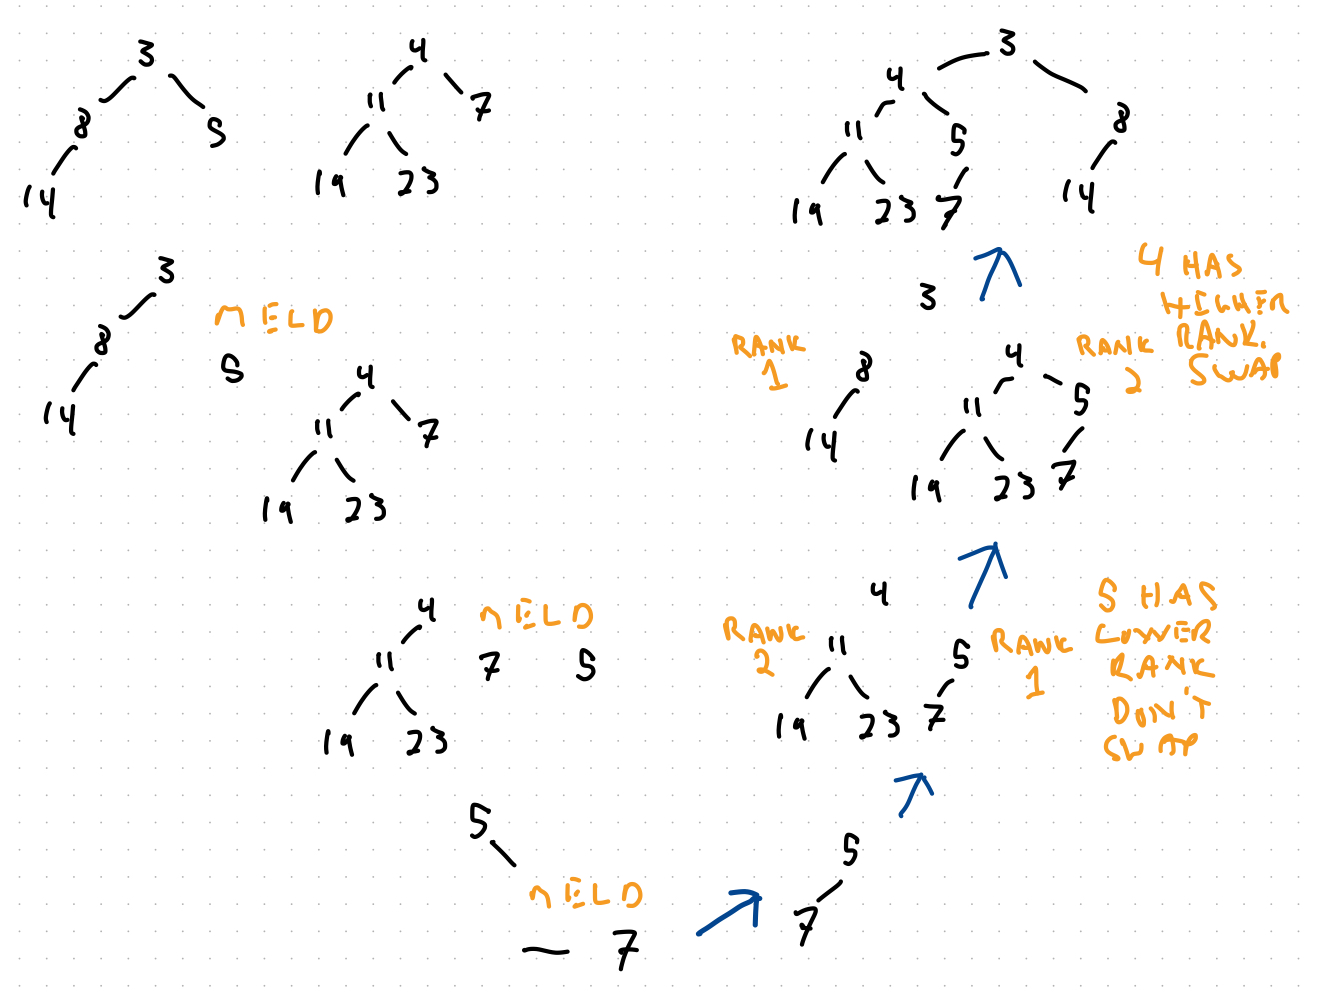 3
8 5
14
4
11 7
19 23
3
8
14
MELD
5
4
11 7
19 23
4
11
19 23
MELD
7 5
5
MELD
— 7
5
7
4
RANK
2
11
19 23
5
7
RANK
1
5 HAS
LOWER
RANK
DON'T
SWAP
3
RANK
1
8
14
4
11 5
19 23 7
RANK
2
4 HAS
HIGHER
RANK.
SWAP
3
4 8
11 5 14
19 23 7